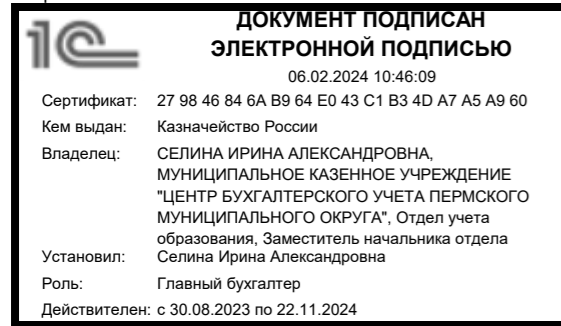 1С
ДОКУМЕНТ ПОДПИСАН
ЭЛЕКТРОННОЙ ПОДПИСЬЮ
06.02.2024 10:46:09
Сертификат: 27 98 46 84 6A B9 64 E0 43 C1 B3 4D A7 A5 A9 60
Кем выдан: Казначейство России
Владелец: СЕЛИНА ИРИНА АЛЕКСАНДРОВНА,
МУНИЦИПАЛЬНОЕ КАЗЕННОЕ УЧРЕЖДЕНИЕ
"ЦЕНТР БУХГАЛТЕРСКОГО УЧЕТА ПЕРМСКОГО
МУНИЦИПАЛЬНОГО ОКРУГА", Отдел учета
образования, Заместитель начальника отдела
Установил: Селина Ирина Александровна
Роль: Главный бухгалтер
Действителен: с 30.08.2023 по 22.11.2024